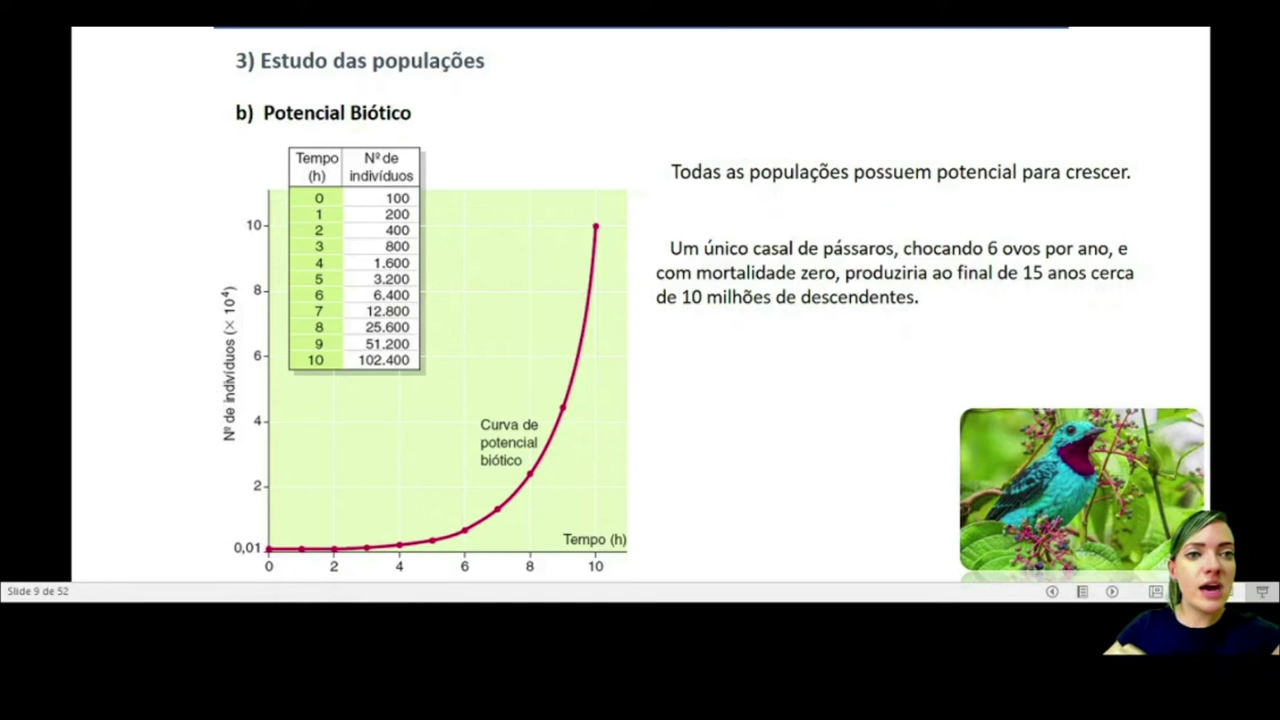 3) Estudo das populações
b) Potencial Biótico
Tempo (h) Nº de indivíduos
0 100
1 200
2 400
3 800
4 1.600
5 3.200
6 6.400
7 12.800
8 25.600
9 51.200
10 102.400
Nº de indivíduos (× 10⁴)
10
8
6
4
2
0,01
Curva de
potencial
biótico
Tempo (h)
0 2 4 6 8 10
Todas as populações possuem potencial para crescer.
Um único casal de pássaros, chocando 6 ovos por ano, e
com mortalidade zero, produziria ao final de 15 anos cerca
de 10 milhões de descendentes.
Slide 9 de 52